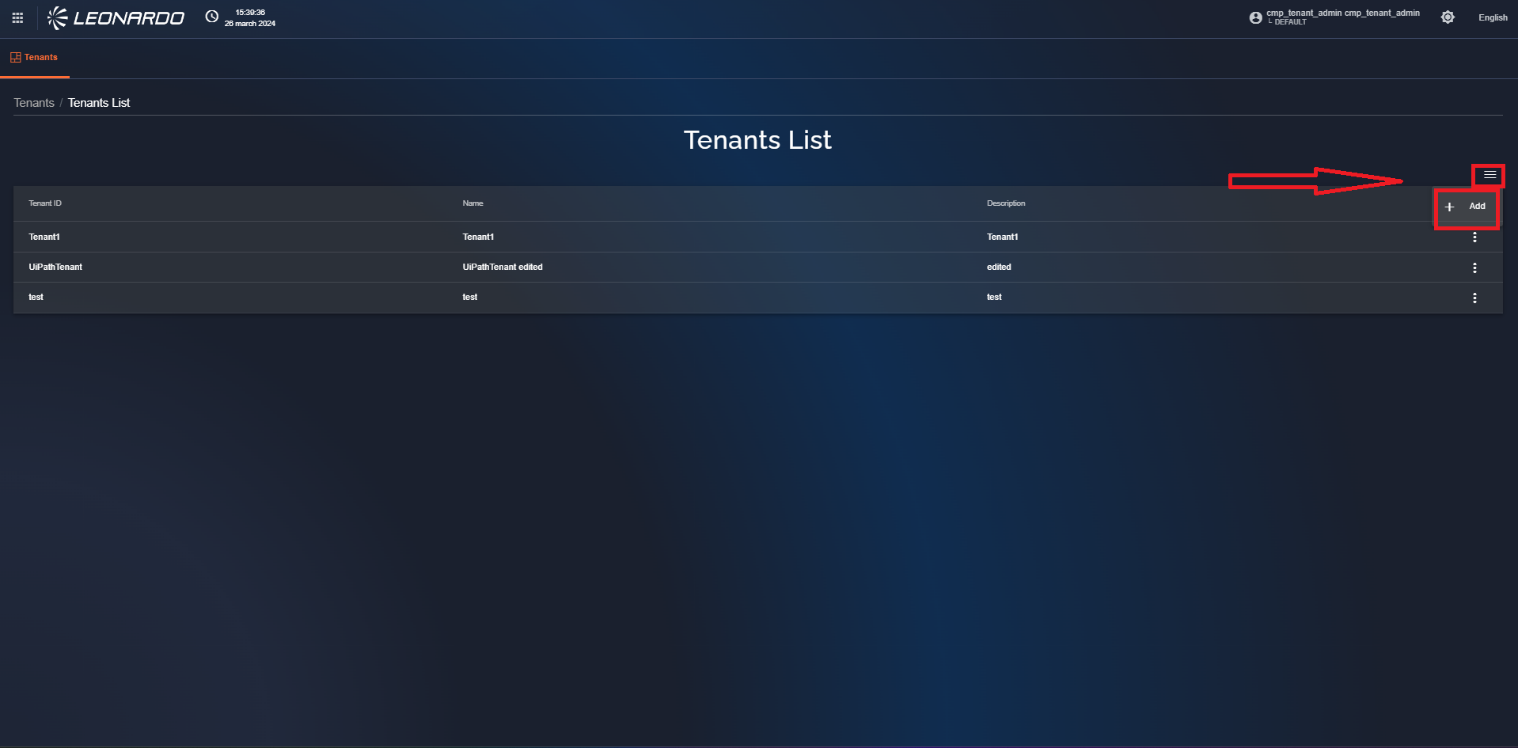 LEONARDO
15:39:36
26 march 2024
cmp_tenant_admin cmp_tenant_admin
DEFAULT
English
Tenants
Tenants / Tenants List
Tenants List
Tenant ID Name Description
Add
Tenant1 Tenant1 Tenant1
UiPathTenant UiPathTenant edited edited
test test test